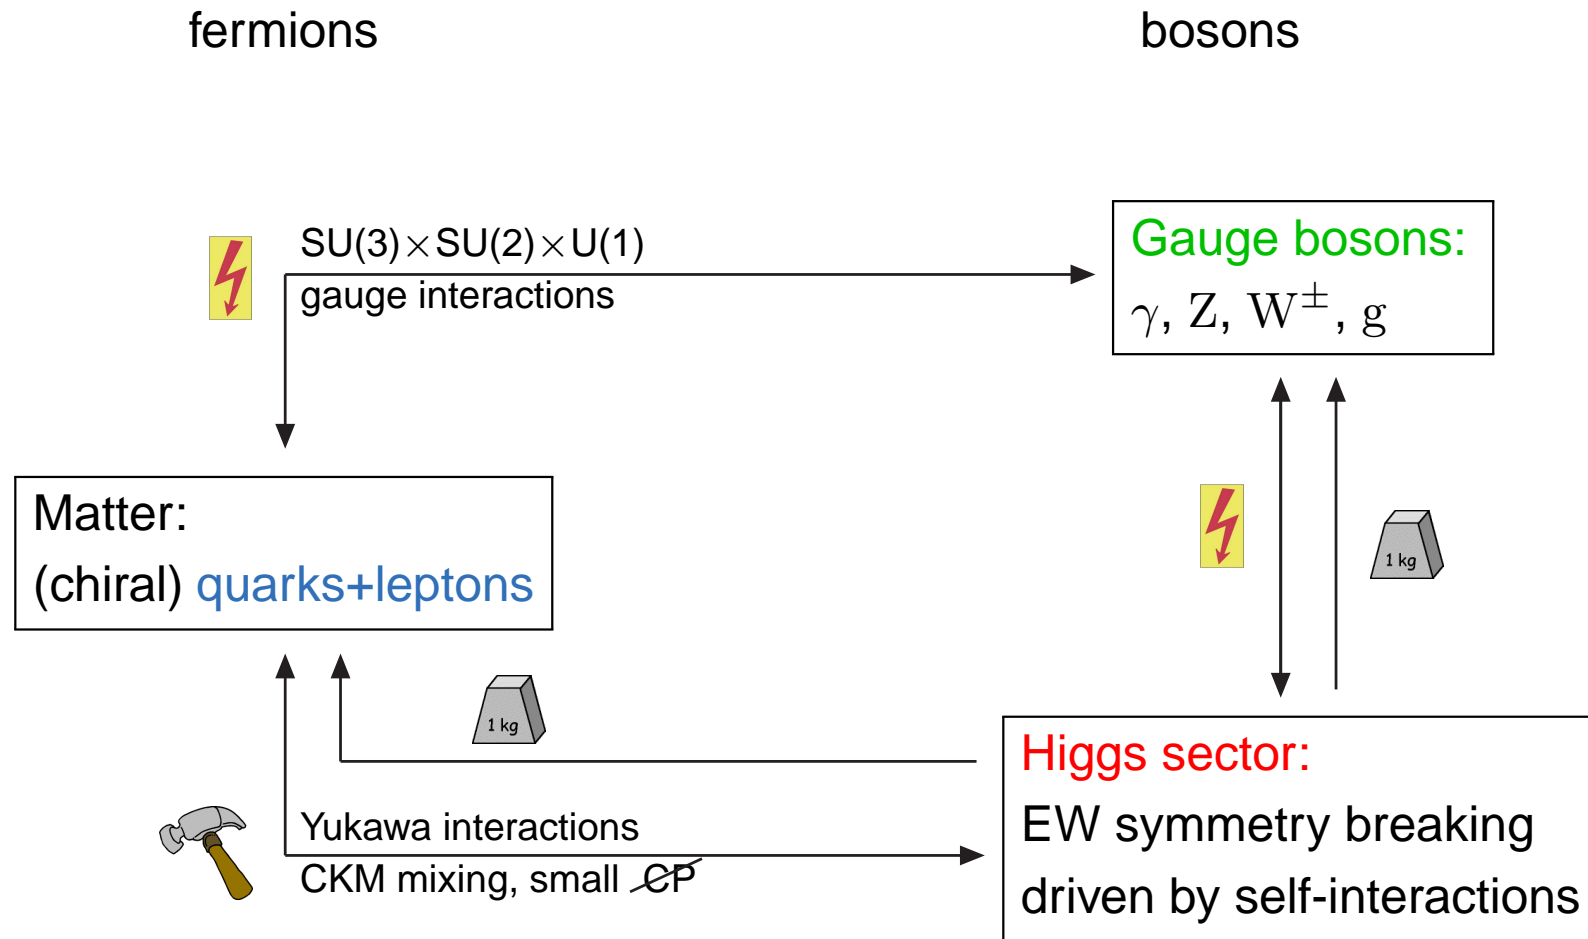 fermions
bosons
SU(3)×SU(2)×U(1)
gauge interactions
Gauge bosons:
γ, Z, W±, g
Matter:
(chiral) quarks+leptons
1 kg
1 kg
Higgs sector:
EW symmetry breaking
driven by self-interactions
Yukawa interactions
CKM mixing, small C̸P̸